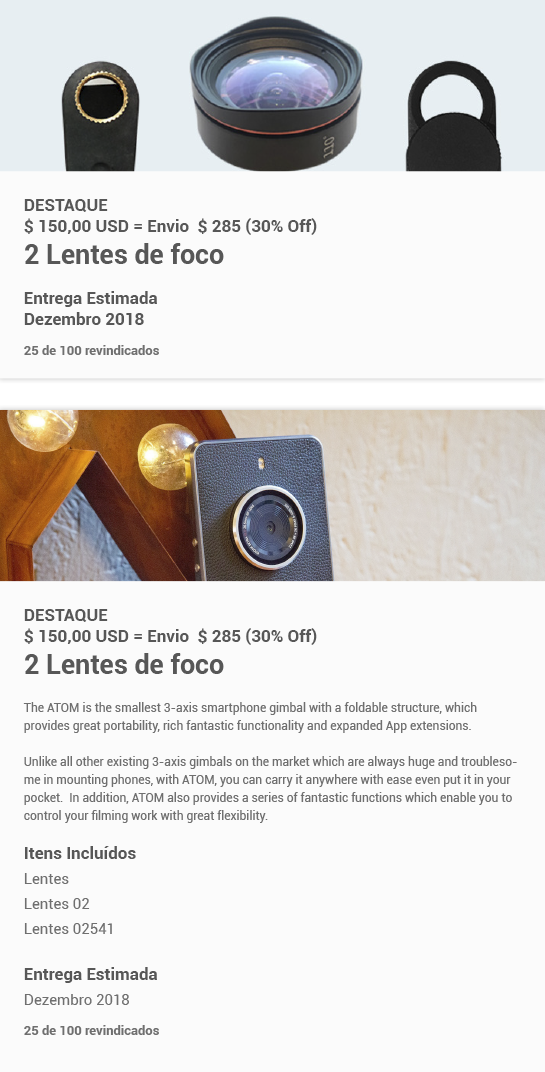 110°
DESTAQUE
$ 150,00 USD = Envio  $ 285 (30% Off)
2 Lentes de foco
Entrega Estimada
Dezembro 2018
25 de 100 revindicados
DESTAQUE
$ 150,00 USD = Envio  $ 285 (30% Off)
2 Lentes de foco
The ATOM is the smallest 3-axis smartphone gimbal with a foldable structure, which
provides great portability, rich fantastic functionality and expanded App extensions.
Unlike all other existing 3-axis gimbals on the market which are always huge and troubleso-
me in mounting phones, with ATOM, you can carry it anywhere with ease even put it in your
pocket.  In addition, ATOM also provides a series of fantastic functions which enable you to
control your filming work with great flexibility.
Itens Incluídos
Lentes
Lentes 02
Lentes 02541
Entrega Estimada
Dezembro 2018
25 de 100 revindicados